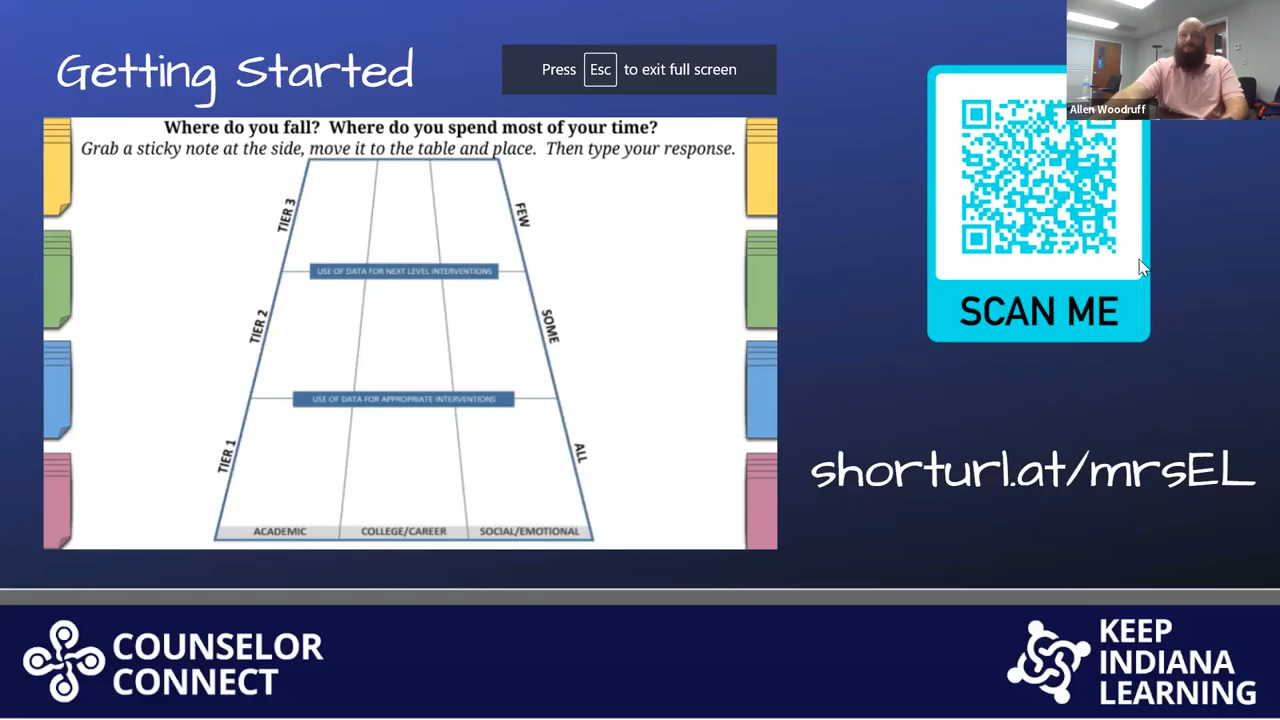 Getting Started
Press Esc to exit full screen
Allen Woodruff
Where do you fall? Where do you spend most of your time?
Grab a sticky note at the side, move it to the table and place. Then type your response.
TIER 3
FEW
USE OF DATA FOR NEXT LEVEL INTERVENTIONS
TIER 2
SOME
USE OF DATA FOR APPROPRIATE INTERVENTIONS
TIER 1
ALL
ACADEMIC
COLLEGE/CAREER
SOCIAL/EMOTIONAL
SCAN ME
shorturl.at/mrsEL
COUNSELOR
CONNECT
KEEP
INDIANA
LEARNING